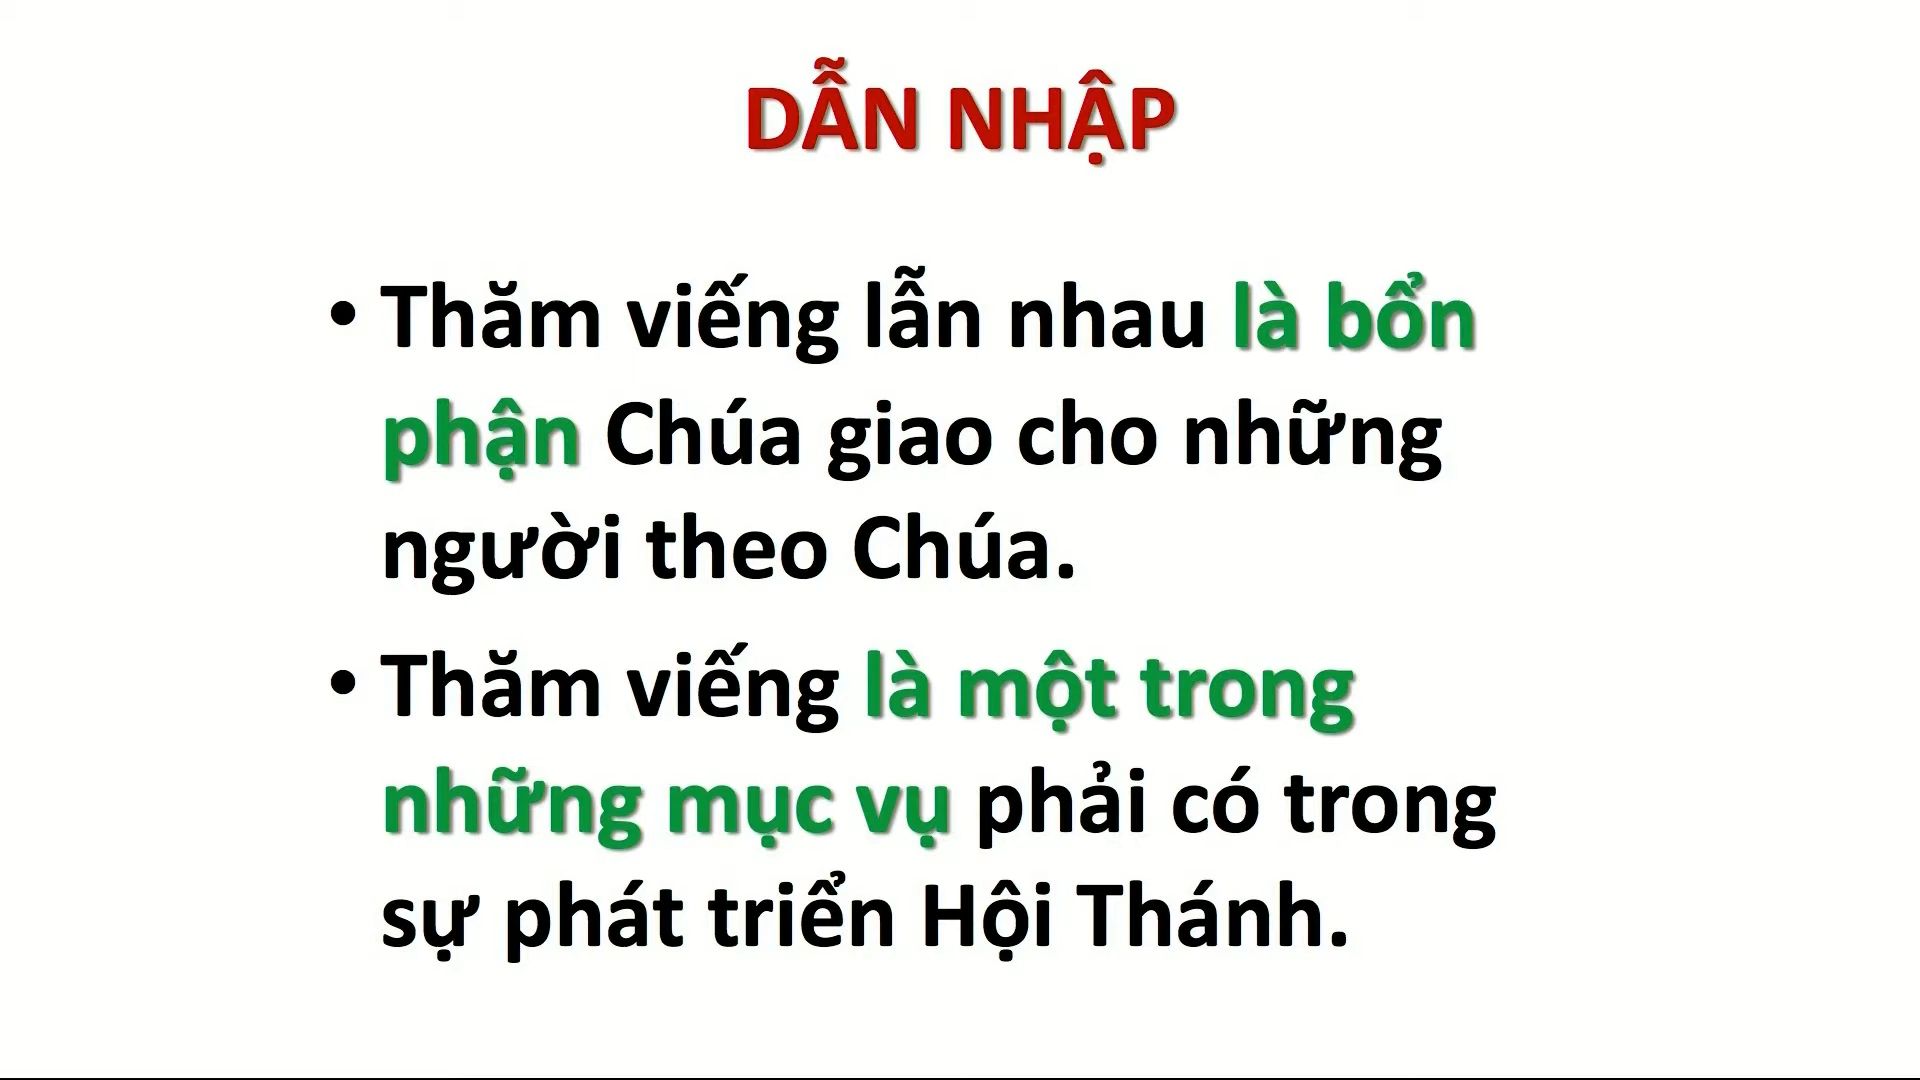 DẪN NHẬP
• Thăm viếng lẫn nhau là bổn
phận Chúa giao cho những
người theo Chúa.
• Thăm viếng là một trong
những mục vụ phải có trong
sự phát triển Hội Thánh.